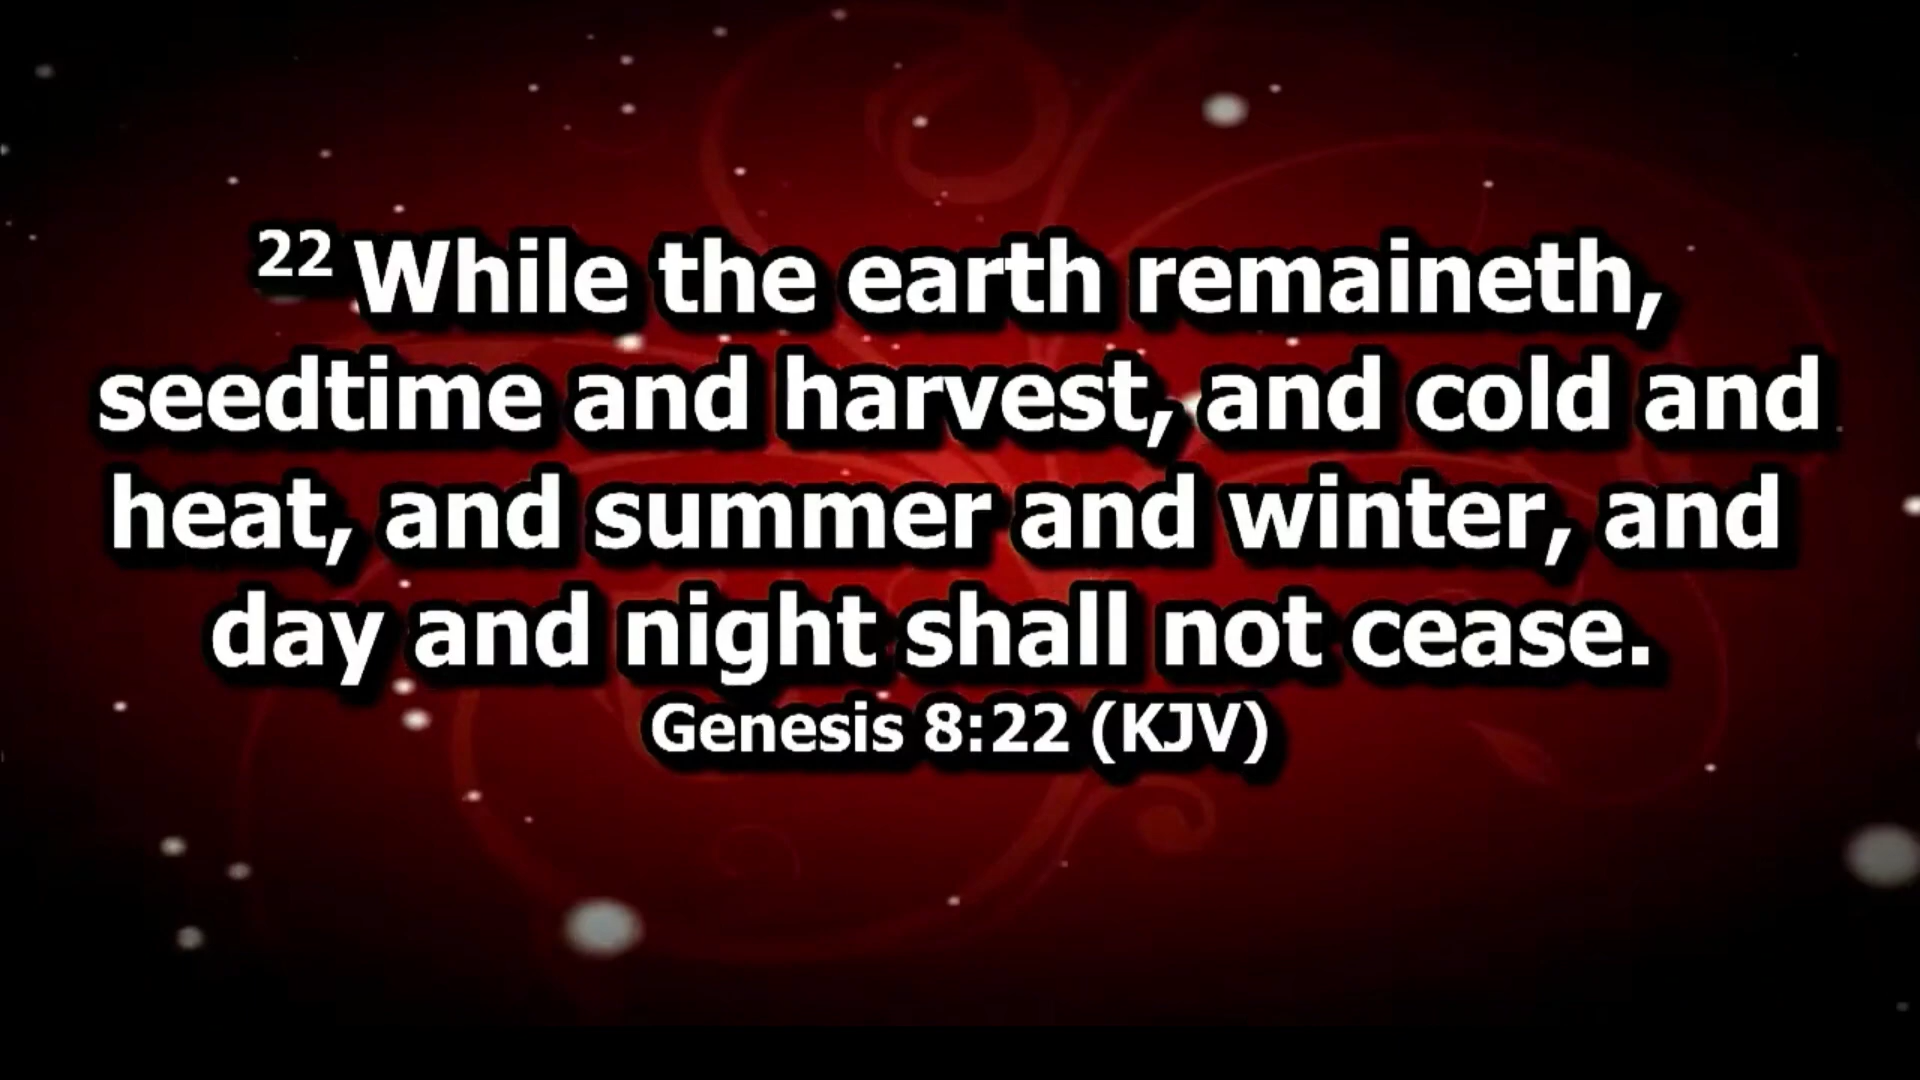 22 While the earth remaineth,
seedtime and harvest, and cold and
heat, and summer and winter, and
day and night shall not cease.
Genesis 8:22 (KJV)